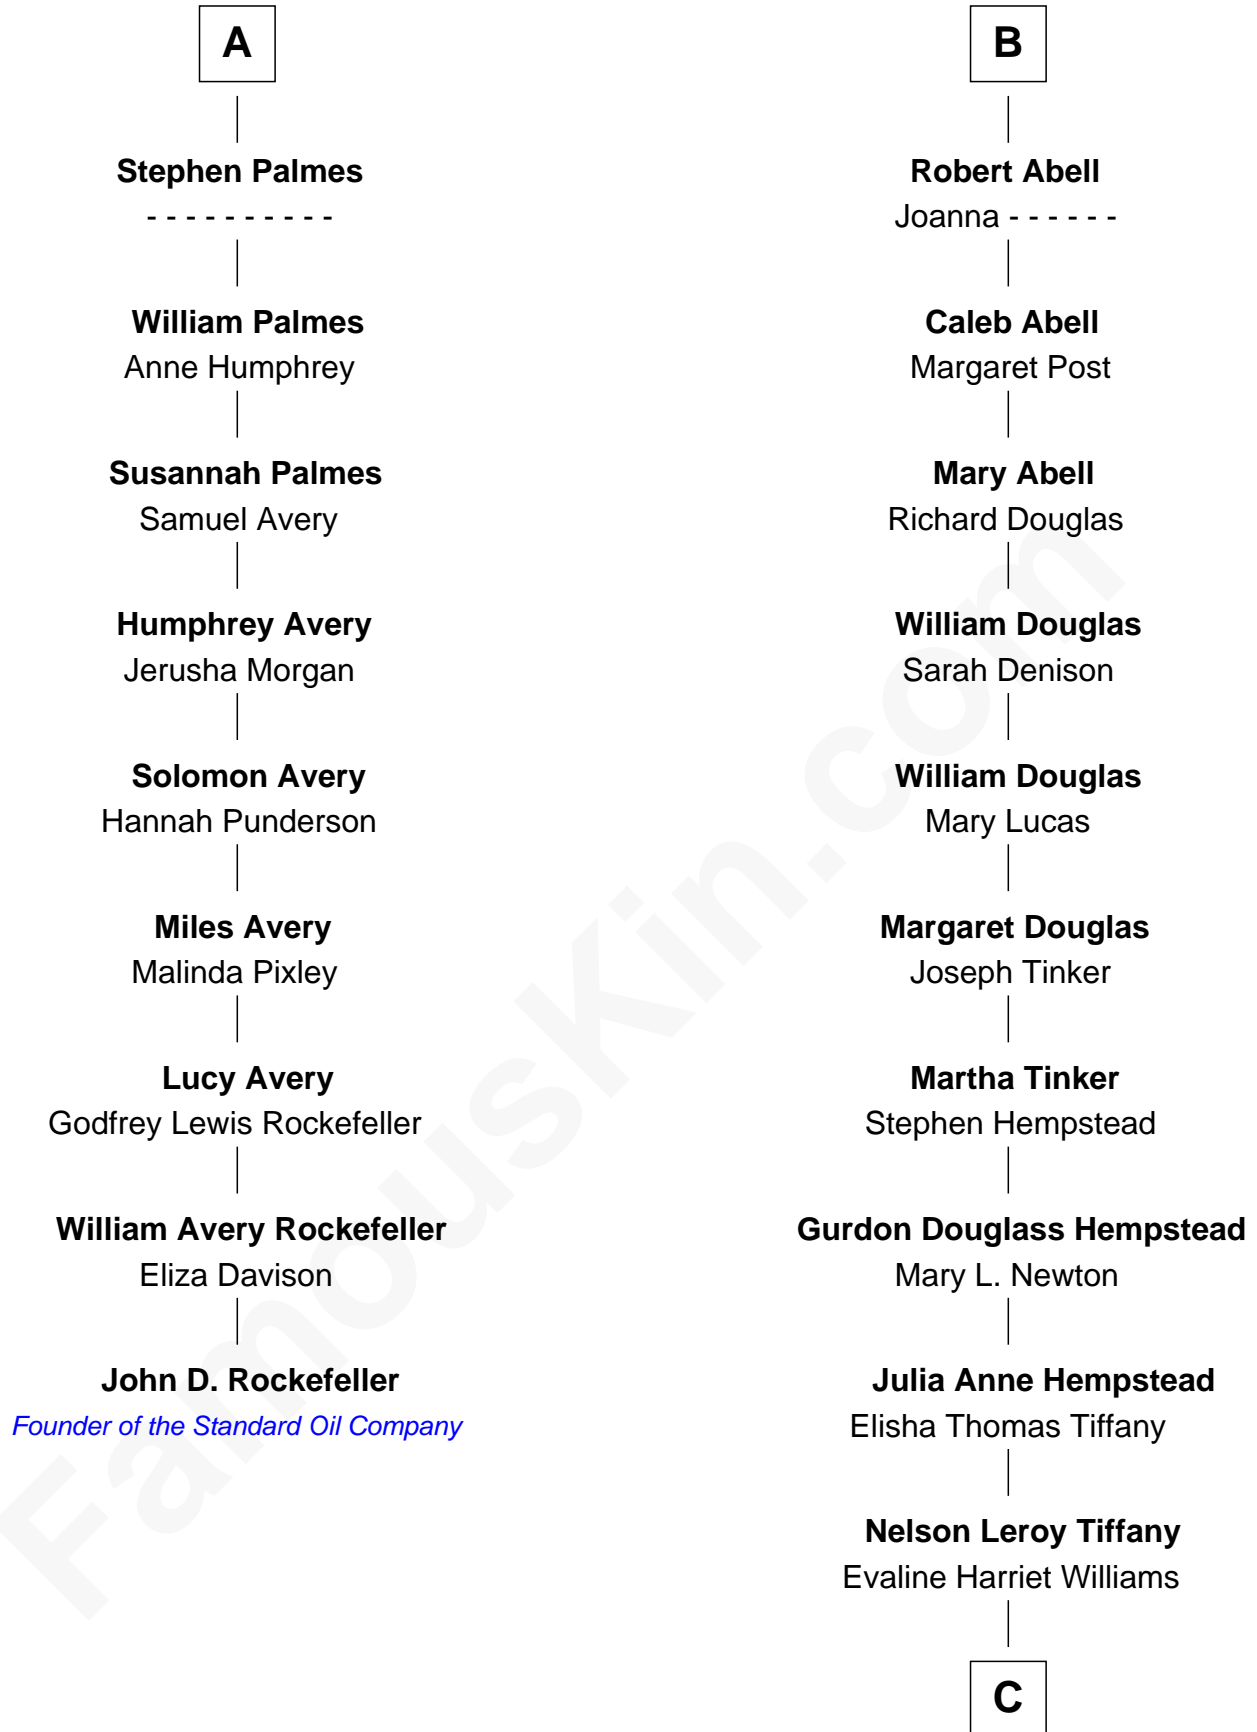 A
Stephen Palmes
- - - - - - - - - -
William Palmes
Anne Humphrey
Susannah Palmes
Samuel Avery
Humphrey Avery
Jerusha Morgan
Solomon Avery
Hannah Punderson
Miles Avery
Malinda Pixley
Lucy Avery
Godfrey Lewis Rockefeller
William Avery Rockefeller
Eliza Davison
John D. Rockefeller
Founder of the Standard Oil Company
B
Robert Abell
Joanna - - - - - -
Caleb Abell
Margaret Post
Mary Abell
Richard Douglas
William Douglas
Sarah Denison
William Douglas
Mary Lucas
Margaret Douglas
Joseph Tinker
Martha Tinker
Stephen Hempstead
Gurdon Douglass Hempstead
Mary L. Newton
Julia Anne Hempstead
Elisha Thomas Tiffany
Nelson Leroy Tiffany
Evaline Harriet Williams
C
FamousKin.com